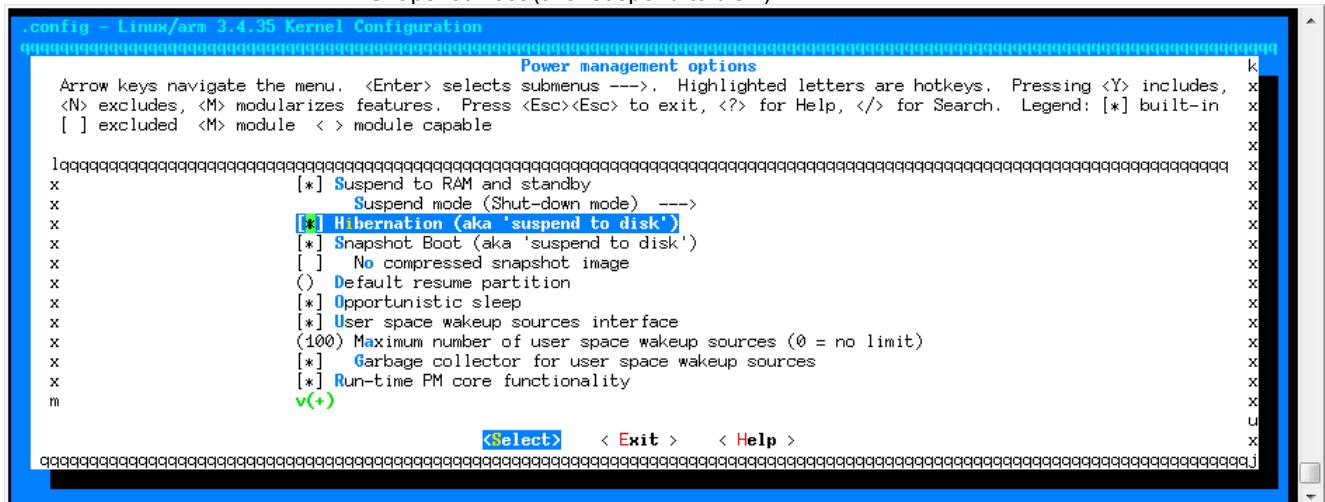 .config - Linux/arm 3.4.35 Kernel Configuration
Power management options
Arrow keys navigate the menu.  <Enter> selects submenus --->.  Highlighted letters are hotkeys.  Pressing <Y> includes,
<N> excludes, <M> modularizes features.  Press <Esc><Esc> to exit, <?> for Help, </> for Search.  Legend: [*] built-in
[ ] excluded  <M> module  < > module capable
[*] Suspend to RAM and standby
Suspend mode (Shut-down mode)  --->
[*] Hibernation (aka 'suspend to disk')
[*] Snapshot Boot (aka 'suspend to disk')
[ ]   No compressed snapshot image
()  Default resume partition
[*] Opportunistic sleep
[*] User space wakeup sources interface
(100) Maximum number of user space wakeup sources (0 = no limit)
[*]   Garbage collector for user space wakeup sources
[*] Run-time PM core functionality
v(+)
<Select>    < Exit >    < Help >